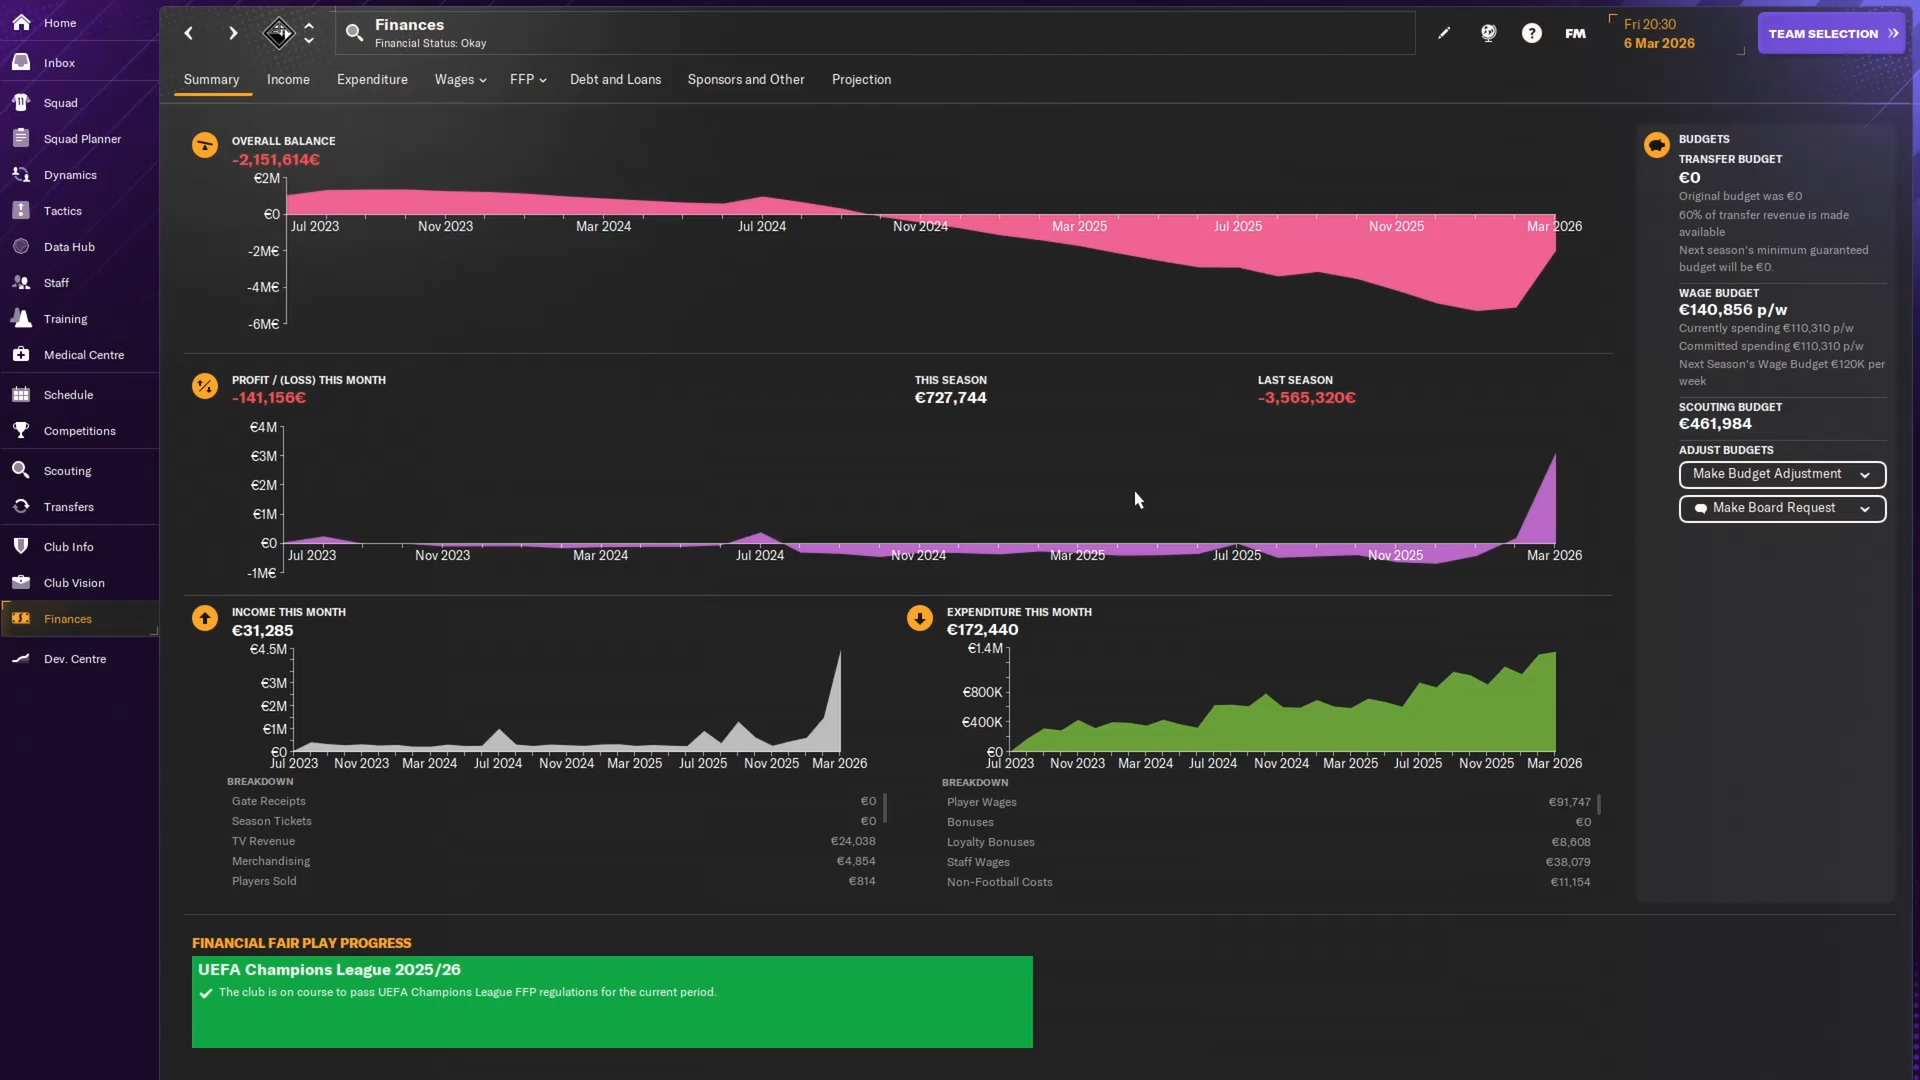 Home
Inbox
Squad
Squad Planner
Dynamics
Tactics
Data Hub
Staff
Training
Medical Centre
Schedule
Competitions
Scouting
Transfers
Club Info
Club Vision
Finances
Dev. Centre
Finances
Financial Status: Okay
FM
Fri 20:30
6 Mar 2026
TEAM SELECTION
Summary Income Expenditure Wages FFP Debt and Loans Sponsors and Other Projection
OVERALL BALANCE
-2,151,614€
€2M
€0
-2M€
-4M€
-6M€
Jul 2023 Nov 2023 Mar 2024 Jul 2024 Nov 2024 Mar 2025 Jul 2025 Nov 2025 Mar 2026
PROFIT / (LOSS) THIS MONTH
-141,156€
THIS SEASON
€727,744
LAST SEASON
-3,565,320€
€4M
€3M
€2M
€1M
€0
-1M€
Jul 2023 Nov 2023 Mar 2024 Jul 2024 Nov 2024 Mar 2025 Jul 2025 Nov 2025 Mar 2026
INCOME THIS MONTH
€31,285
€4.5M
€3M
€2M
€1M
€0
Jul 2023 Nov 2023 Mar 2024 Jul 2024 Nov 2024 Mar 2025 Jul 2025 Nov 2025 Mar 2026
BREAKDOWN
Gate Receipts €0
Season Tickets €0
TV Revenue €24,038
Merchandising €4,854
Players Sold €814
EXPENDITURE THIS MONTH
€172,440
€1.4M
€800K
€400K
€0
Jul 2023 Nov 2023 Mar 2024 Jul 2024 Nov 2024 Mar 2025 Jul 2025 Nov 2025 Mar 2026
BREAKDOWN
Player Wages €91,747
Bonuses €0
Loyalty Bonuses €8,608
Staff Wages €38,079
Non-Football Costs €11,154
BUDGETS
TRANSFER BUDGET
€0
Original budget was €0
60% of transfer revenue is made
available
Next season's minimum guaranteed
budget will be €0.
WAGE BUDGET
€140,856 p/w
Currently spending €110,310 p/w
Committed spending €110,310 p/w
Next Season's Wage Budget €120K per
week
SCOUTING BUDGET
€461,984
ADJUST BUDGETS
Make Budget Adjustment
Make Board Request
FINANCIAL FAIR PLAY PROGRESS
UEFA Champions League 2025/26
The club is on course to pass UEFA Champions League FFP regulations for the current period.